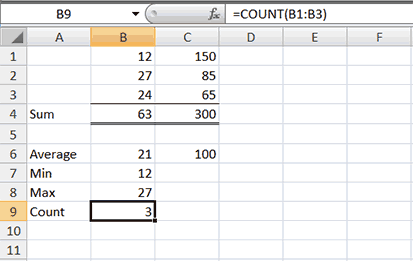 B9 fx =COUNT(B1:B3)
A B C D E F
1 12 150
2 27 85
3 24 65
4 Sum 63 300
5
6 Average 21 100
7 Min 12
8 Max 27
9 Count 3
10
11